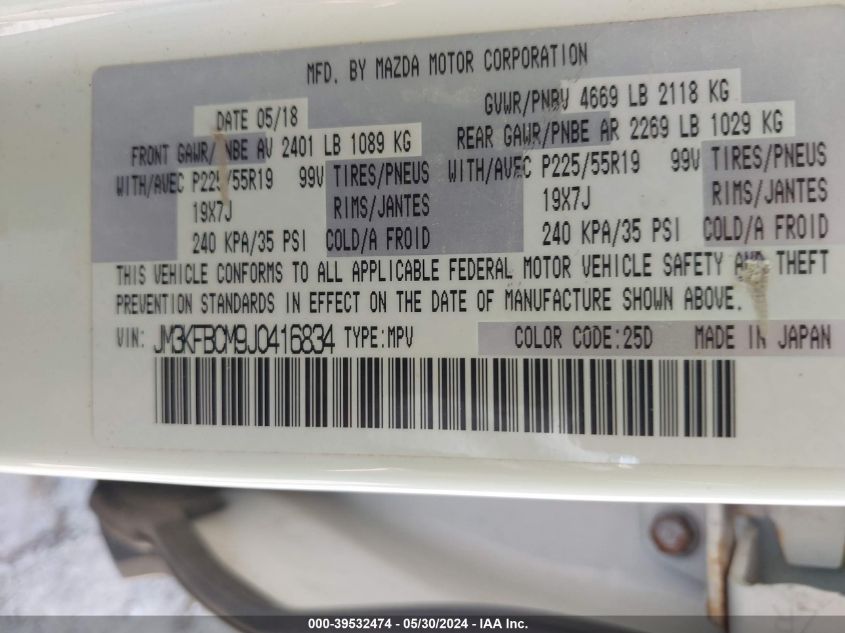 MFD. BY MAZDA MOTOR CORPORATION
DATE 05/18 GVWR/PNBV 4669 LB 2118 KG
FRONT GAWR/PNBE AV 2401 LB 1089 KG REAR GAWR/PNBE AR 2269 LB 1029 KG
WITH/AVEC P225/55R19 99V TIRES/PNEUS WITH/AVEC P225/55R19 99V TIRES/PNEUS
19X7J RIMS/JANTES 19X7J RIMS/JANTES
240 KPA/35 PSI COLD/A FROID 240 KPA/35 PSI COLD/A FROID
THIS VEHICLE CONFORMS TO ALL APPLICABLE FEDERAL MOTOR VEHICLE SAFETY AND THEFT
PREVENTION STANDARDS IN EFFECT ON THE DATE OF MANUFACTURE SHOWN ABOVE.
VIN: JM3KFBCM9J0416834 TYPE:MPV COLOR CODE:25D MADE IN JAPAN
000-39532474 — 05/30/2024 — IAA Inc.